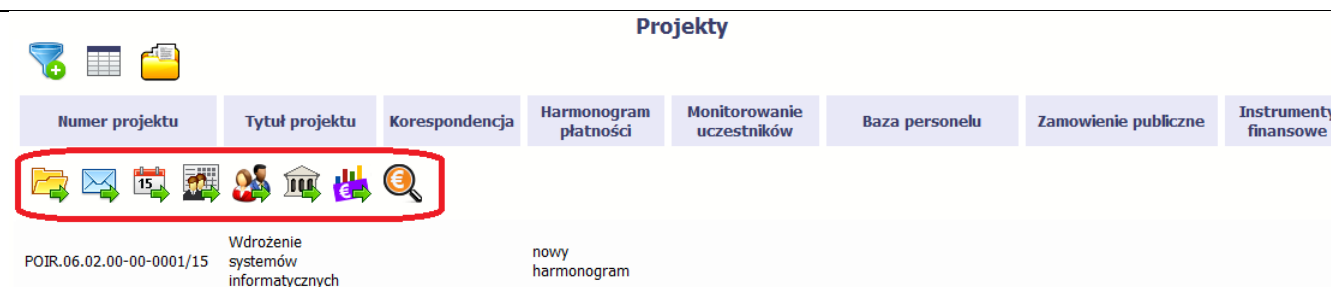 Projekty
Numer projektu
Tytuł projektu
Korespondencja
Harmonogram
płatności
Monitorowanie
uczestników
Baza personelu
Zamowienie publiczne
Instrumenty
finansowe
15
POIR.06.02.00-00-0001/15
Wdrożenie
systemów
informatycznych
nowy
harmonogram